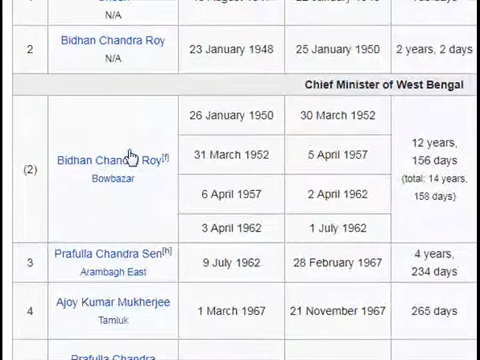 N/A
2
Bidhan Chandra Roy
N/A
23 January 1948
25 January 1950
2 years, 2 days
Chief Minister of West Bengal
(2)
Bidhan Chandra Roy[f]
Bowbazar
26 January 1950
30 March 1952
31 March 1952
5 April 1957
6 April 1957
2 April 1962
3 April 1962
1 July 1962
12 years,
156 days
(total: 14 years,
158 days)
3
Prafulla Chandra Sen[h]
Arambagh East
9 July 1962
28 February 1967
4 years,
234 days
4
Ajoy Kumar Mukherjee
Tamluk
1 March 1967
21 November 1967
265 days
Prafulla Chandra